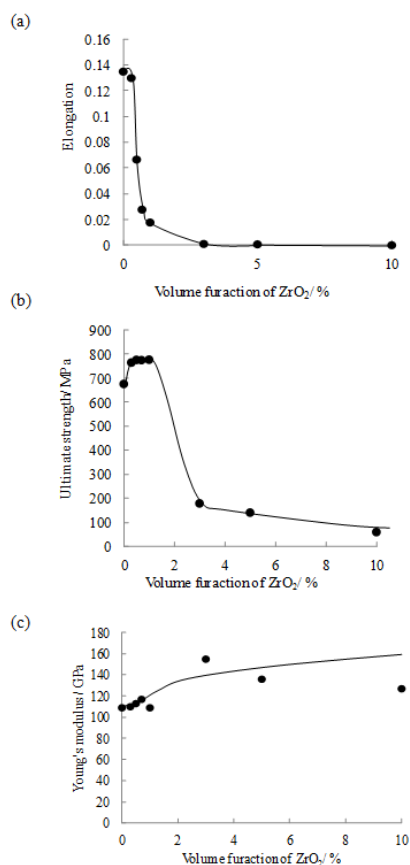 (a)
0.16
0.14
0.12
0.1
0.08
0.06
0.04
0.02
0
Elongation
0 5 10
Volume furaction of ZrO₂/ %
(b)
900
800
700
600
500
400
300
200
100
0
Ultimate strength/ MPa
0 2 4 6 8 10
Volume furaction of ZrO₂/ %
(c)
180
160
140
120
100
80
60
40
20
0
Young's modulus / GPa
0 2 4 6 8 10
Volume furaction of ZrO₂/ %